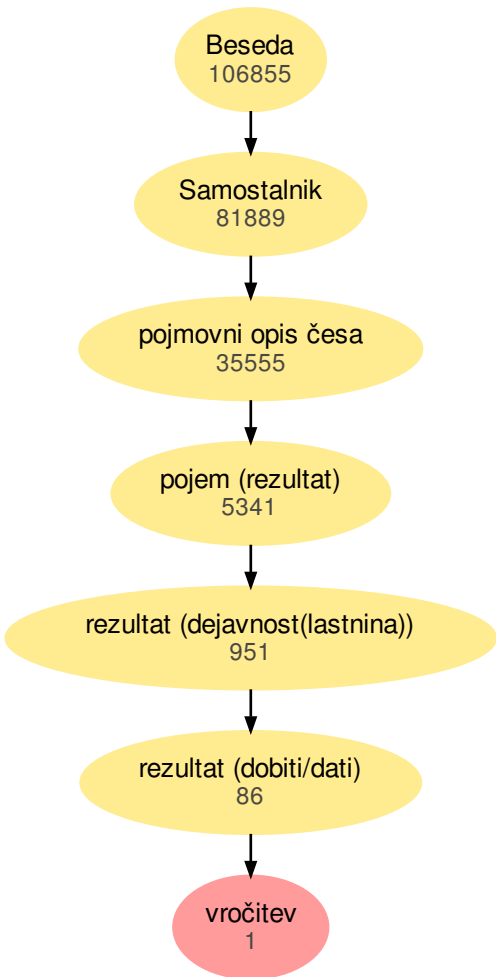 Beseda
106855
Samostalnik
81889
pojmovni opis česa
35555
pojem (rezultat)
5341
rezultat (dejavnost(lastnina))
951
rezultat (dobiti/dati)
86
vročitev
1